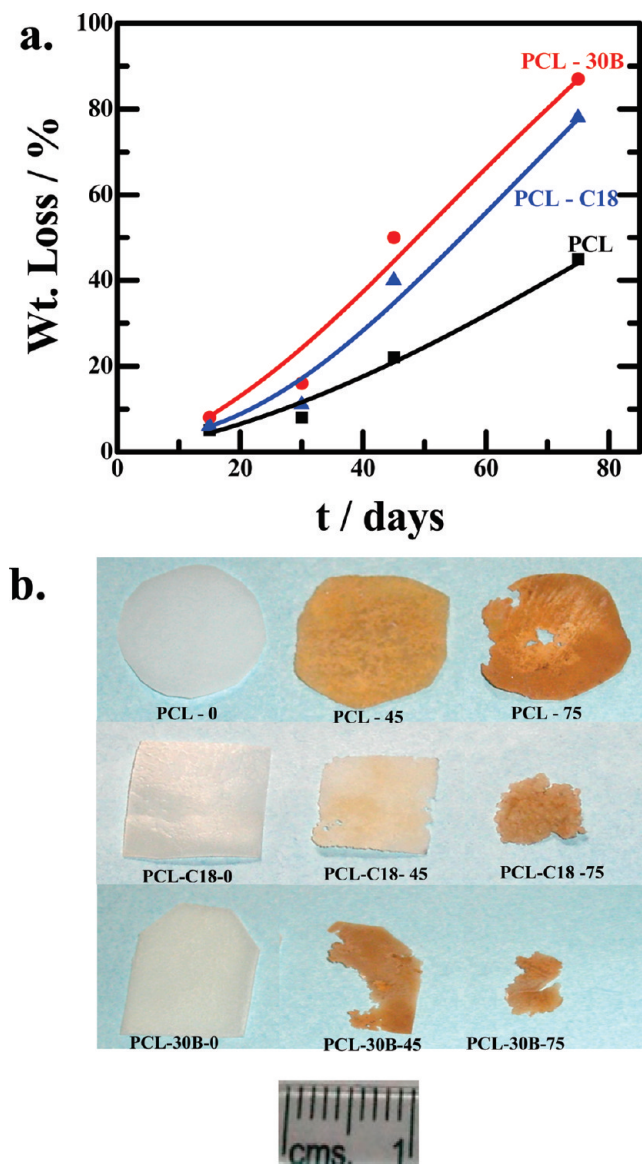 a.
100
80
60
40
20
0
Wt. Loss / %
PCL - 30B
PCL - C18
PCL
0 20 40 60 80
t / days
b.
PCL - 0 PCL - 45 PCL - 75
PCL-C18-0 PCL-C18- 45 PCL-C18 -75
PCL-30B-0 PCL-30B-45 PCL-30B-75
cms. 1